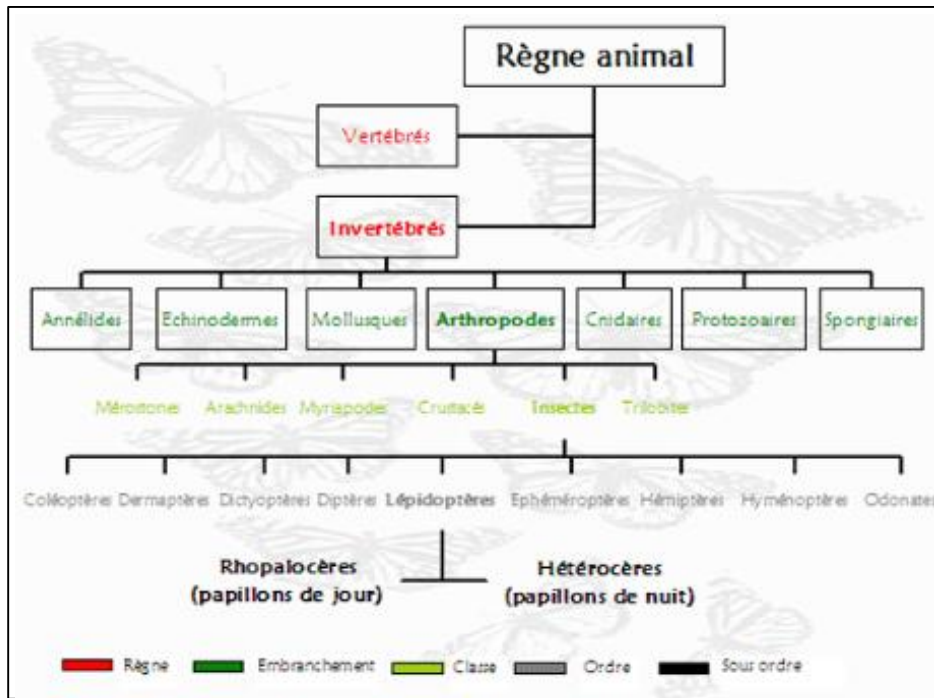 Règne animal
Vertébrés
Invertébrés
Annélides Echinodermes Mollusques Arthropodes Cnidaires Protozoaires Spongiaires
Mérostomes Arachnides Myriapodes Crustacés Insectes Trilobites
Coléoptères Dermaptères Dictyoptères Diptères Lépidoptères Ephéméroptères Hémiptères Hyménoptères Odonates
Rhopalocères Hétérocères
(papillons de jour) (papillons de nuit)
Règne Embranchement Classe Ordre Sous ordre